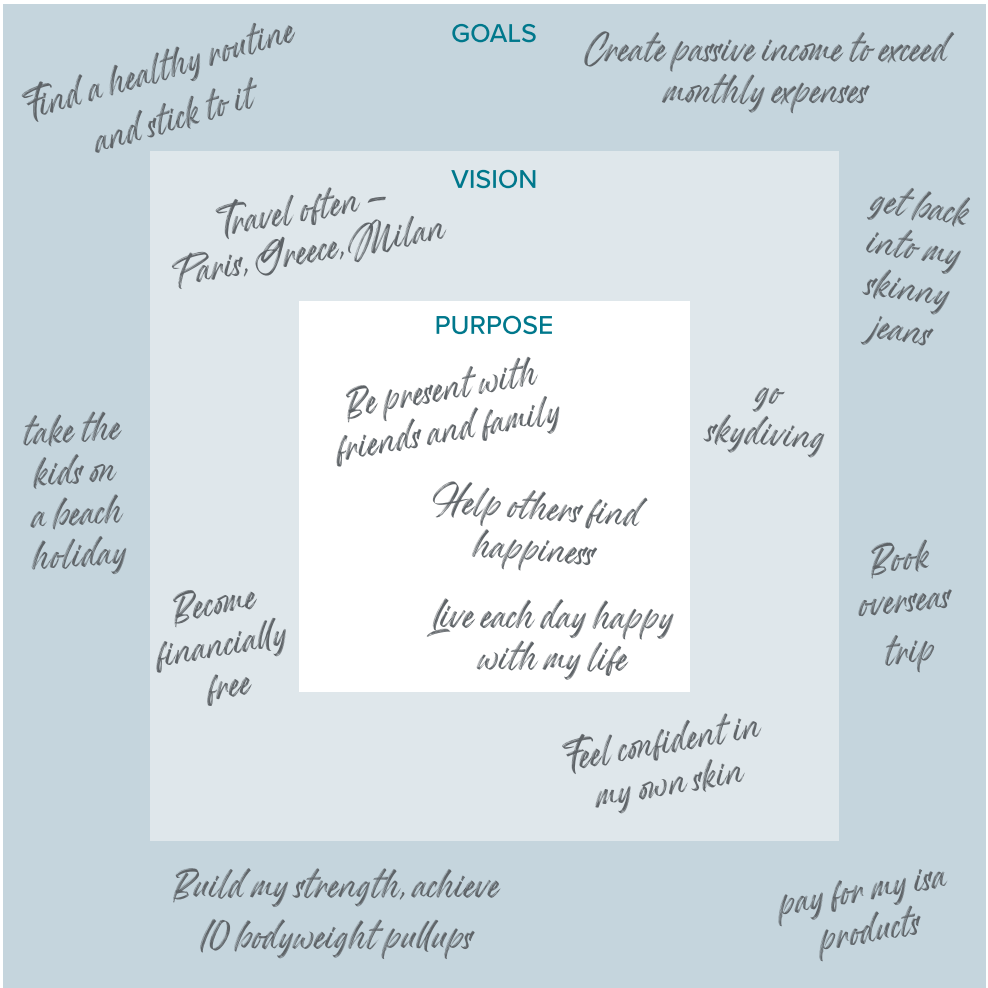 GOALS
Find a healthy routine
and stick to it
Create passive income to exceed
monthly expenses
VISION
Travel often –
Paris, Greece, Milan
get back
into my
skinny
jeans
PURPOSE
Be present with
friends and family
go
skydiving
take the
kids on
a beach
holiday
Help others find
happiness
Book
overseas
trip
Become
financially
free
Live each day happy
with my life
Feel confident in
my own skin
Build my strength, achieve
10 bodyweight pullups
pay for my isa
products